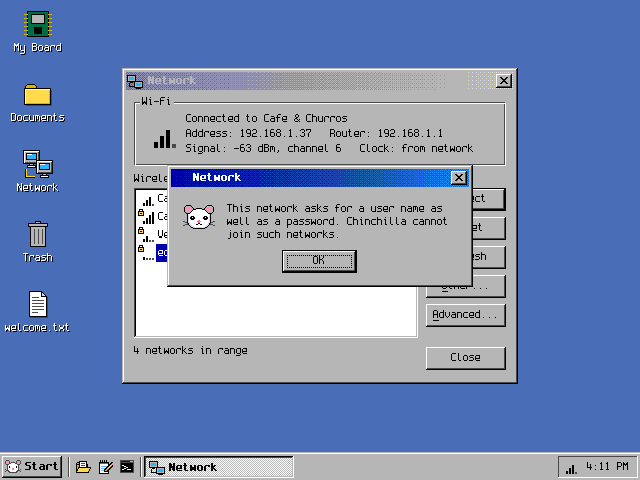 My Board
Documents
Network
Trash
welcome.txt
Network
Wi-Fi
Connected to Cafe & Churros
Address: 192.168.1.37 Router: 192.168.1.1
Signal: -63 dBm, channel 6 Clock: from network
Network
This network asks for a user name as
well as a password. Chinchilla cannot
join such networks.
OK
Advanced...
4 networks in range
Close
Start
Network
4:11 PM